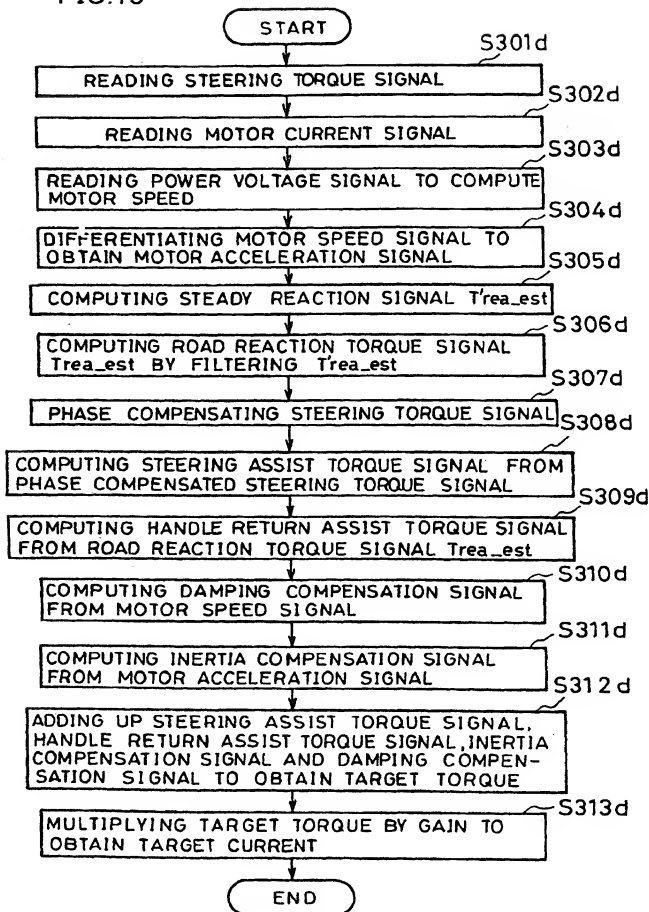 START
S301d
READING STEERING TORQUE SIGNAL
S302d
READING MOTOR CURRENT SIGNAL
S303d
READING POWER VOLTAGE SIGNAL TO COMPUTE
MOTOR SPEED
S304d
DIFFERENTIATING MOTOR SPEED SIGNAL TO
OBTAIN MOTOR ACCELERATION SIGNAL
S305d
COMPUTING STEADY REACTION SIGNAL T'rea_est
S306d
COMPUTING ROAD REACTION TORQUE SIGNAL
Trea_est BY FILTERING T'rea_est
S307d
PHASE COMPENSATING STEERING TORQUE SIGNAL
S308d
COMPUTING STEERING ASSIST TORQUE SIGNAL FROM
PHASE COMPENSATED STEERING TORQUE SIGNAL
S309d
COMPUTING HANDLE RETURN ASSIST TORQUE SIGNAL
FROM ROAD REACTION TORQUE SIGNAL Trea_est
S310d
COMPUTING DAMPING COMPENSATION SIGNAL
FROM MOTOR SPEED SIGNAL
S311d
COMPUTING INERTIA COMPENSATION SIGNAL
FROM MOTOR ACCELERATION SIGNAL
S312d
ADDING UP STEERING ASSIST TORQUE SIGNAL,
HANDLE RETURN ASSIST TORQUE SIGNAL, INERTIA
COMPENSATION SIGNAL AND DAMPING COMPEN-
SATION SIGNAL TO OBTAIN TARGET TORQUE
S313d
MULTIPLYING TARGET TORQUE BY GAIN TO
OBTAIN TARGET CURRENT
END